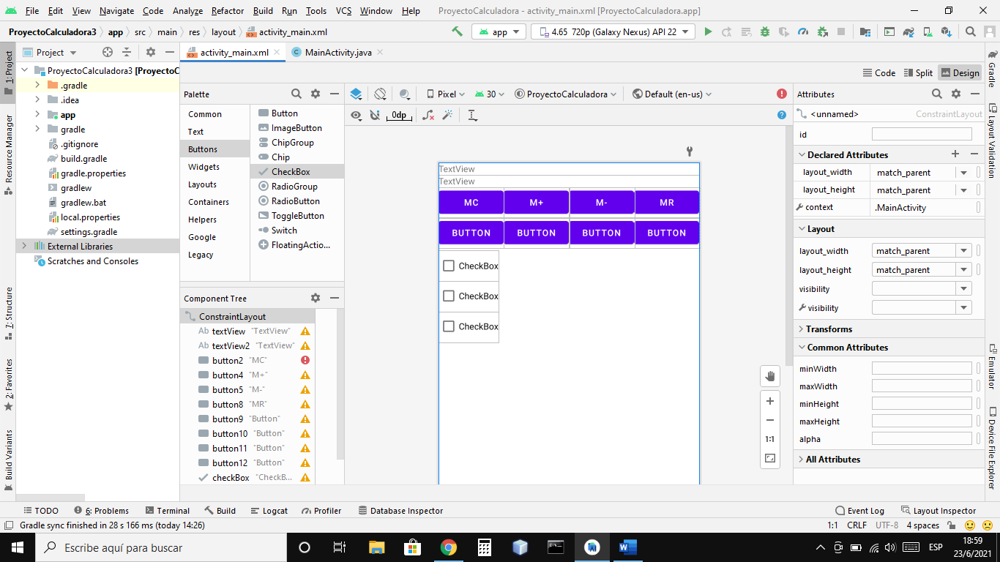 File Edit View Navigate Code Analyze Refactor Build Run Tools VCS Window Help ProyectoCalculadora - activity_main.xml [ProyectoCalculadora.app]
ProyectoCalculadora3 app src main res layout activity_main.xml app 4.65 720p (Galaxy Nexus) API 22
1: Project
Resource Manager
7: Structure
2: Favorites
Build Variants
Project
ProyectoCalculadora3 [ProyectoC
.gradle
.idea
app
gradle
.gitignore
build.gradle
gradle.properties
gradlew
gradlew.bat
local.properties
settings.gradle
External Libraries
Scratches and Consoles
activity_main.xml MainActivity.java
Code Split Design
Palette
Common
Text
Buttons
Widgets
Layouts
Containers
Helpers
Google
Legacy
Button
ImageButton
ChipGroup
Chip
CheckBox
RadioGroup
RadioButton
ToggleButton
Switch
FloatingActio...
Component Tree
ConstraintLayout
Ab textView "TextView"
Ab textView2 "TextView"
button2 "MC"
button4 "M+"
button5 "M-"
button8 "MR"
button9 "Button"
button10 "Button"
button11 "Button"
button12 "Button"
checkBox "CheckB...
Pixel 30 ProyectoCalculadora Default (en-us)
0dp
TextView
TextView
MC M+ M- MR
BUTTON BUTTON BUTTON BUTTON
CheckBox
CheckBox
CheckBox
1:1
Attributes
<unnamed> ConstraintLayout
id
Declared Attributes
layout_width match_parent
layout_height match_parent
context .MainActivity
Layout
layout_width match_parent
layout_height match_parent
visibility
visibility
Transforms
Common Attributes
minWidth
maxWidth
minHeight
maxHeight
alpha
All Attributes
Gradle
Layout Validation
Emulator
Device File Explorer
TODO 6: Problems Terminal Build Logcat Profiler Database Inspector Event Log Layout Inspector
Gradle sync finished in 28 s 166 ms (today 14:26) 1:1 CRLF UTF-8 4 spaces
Escribe aquí para buscar ESP 18:59
23/6/2021